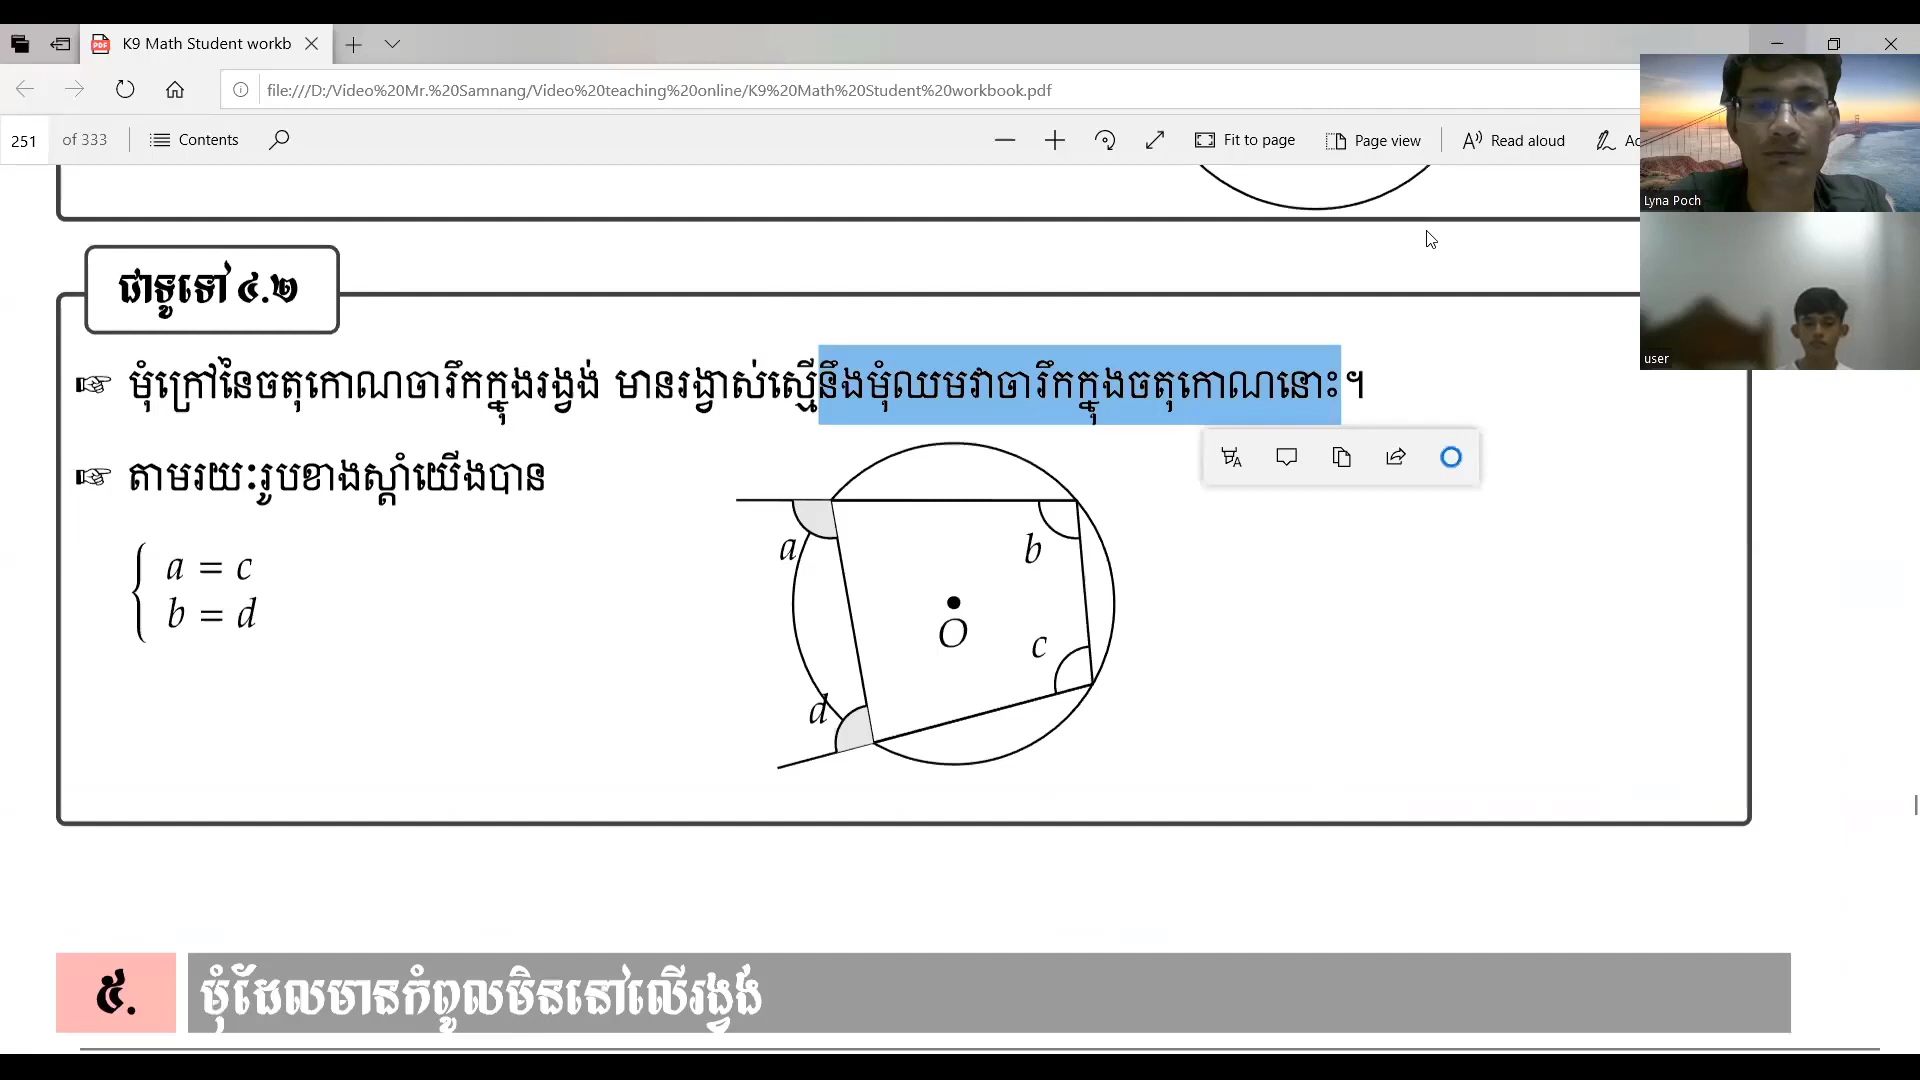 K9 Math Student workb
file:///D:/Video%20Mr.%20Samnang/Video%20teaching%20online/K9%20Math%20Student%20workbook.pdf
251 of 333 Contents Fit to page Page view Read aloud
Lyna Poch
user
ជាទូទៅ ៤.២
មុំក្រៅនៃចតុកោណចារឹកក្នុងរង្វង់ មានរង្វាស់ស្មើនឹងមុំឈមវាចារឹកក្នុងចតុកោណនោះ។
តាមរយៈរូបខាងស្ដាំយើងបាន
a = c
b = d
a
b
O
c
d
៥. មុំដែលមានកំពូលមិននៅលើរង្វង់